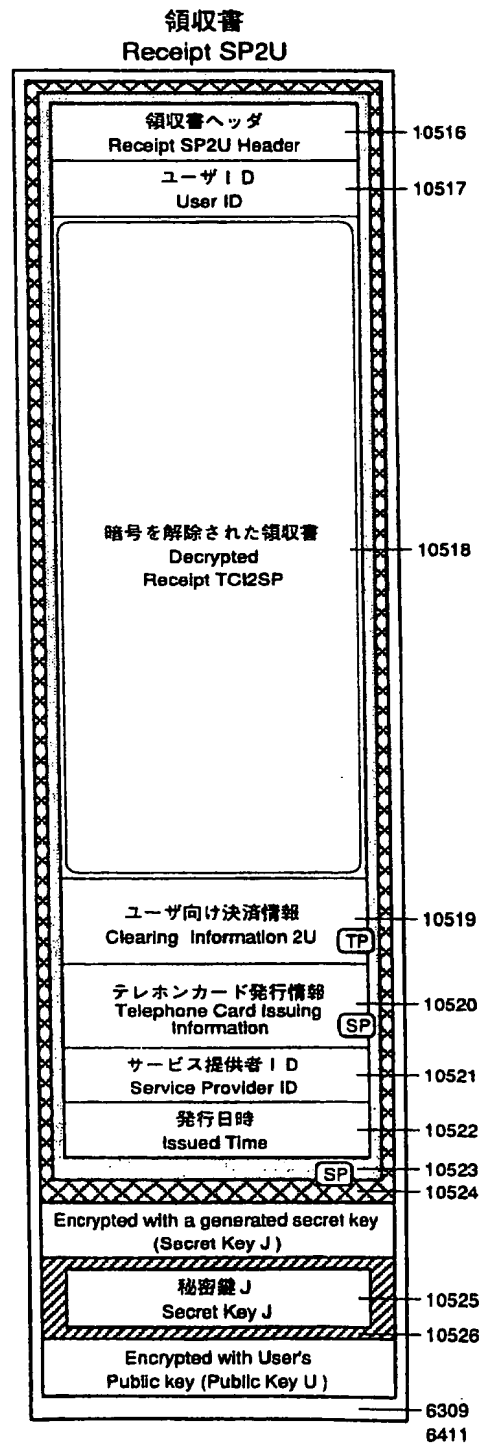 領収書
Receipt SP2U
領収書ヘッダ
Receipt SP2U Header
10516
ユーザID
User ID
10517
暗号を解除された領収書
Decrypted
Receipt TCI2SP
10518
ユーザ向け決済情報
Clearing Information 2U
TP
10519
テレホンカード発行情報
Telephone Card Issuing
Information
SP
10520
サービス提供者ID
Service Provider ID
10521
発行日時
Issued Time
10522
SP
10523
10524
Encrypted with a generated secret key
(Secret Key J)
秘密鍵J
Secret Key J
10525
10526
Encrypted with User's
Public key (Public Key U)
6309
6411